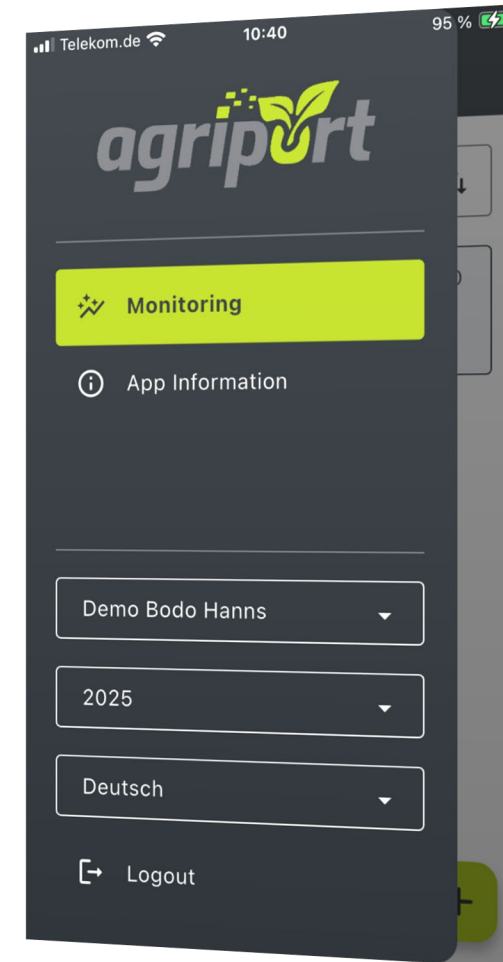 Telekom.de 10:40 95 %
agriport
Monitoring
App Information
Demo Bodo Hanns
2025
Deutsch
Logout